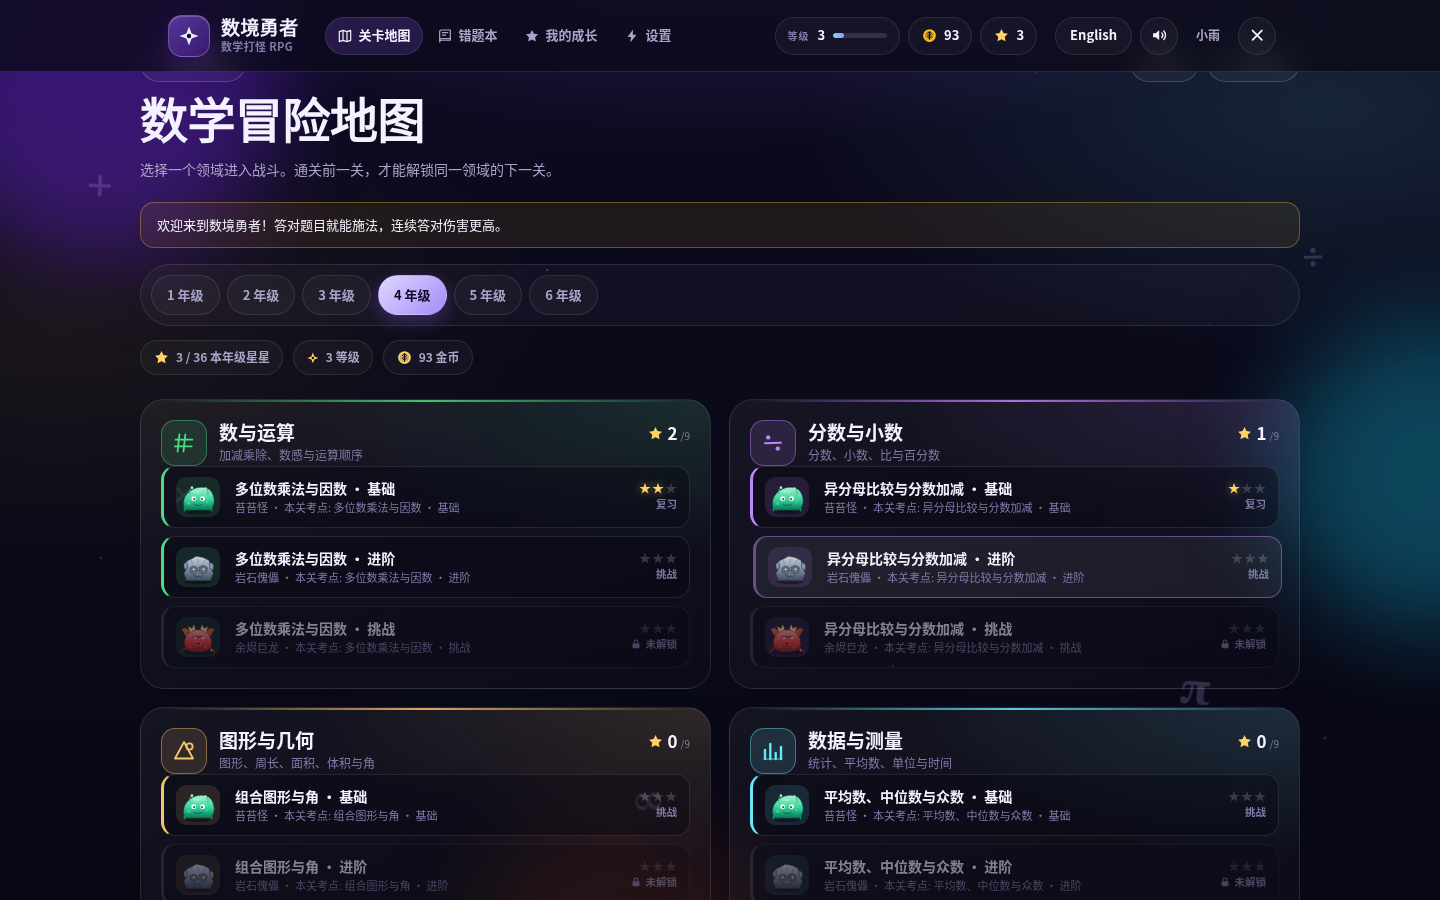 数境勇者
数学打怪 RPG
关卡地图
错题本
我的成长
设置
等级 3
93
3
English
小雨
数学冒险地图
选择一个领域进入战斗。通关前一关，才能解锁同一领域的下一关。
欢迎来到数境勇者！答对题目就能施法，连续答对伤害更高。
1 年级
2 年级
3 年级
4 年级
5 年级
6 年级
3 / 36 本年级星星
3 等级
93 金币
数与运算
加减乘除、数感与运算顺序
2 /9
多位数乘法与因数 · 基础
苔苔怪 · 本关考点: 多位数乘法与因数 · 基础
复习
多位数乘法与因数 · 进阶
岩石傀儡 · 本关考点: 多位数乘法与因数 · 进阶
挑战
多位数乘法与因数 · 挑战
余烬巨龙 · 本关考点: 多位数乘法与因数 · 挑战
未解锁
分数与小数
分数、小数、比与百分数
1 /9
异分母比较与分数加减 · 基础
苔苔怪 · 本关考点: 异分母比较与分数加减 · 基础
复习
异分母比较与分数加减 · 进阶
岩石傀儡 · 本关考点: 异分母比较与分数加减 · 进阶
挑战
异分母比较与分数加减 · 挑战
余烬巨龙 · 本关考点: 异分母比较与分数加减 · 挑战
未解锁
图形与几何
图形、周长、面积、体积与角
0 /9
组合图形与角 · 基础
苔苔怪 · 本关考点: 组合图形与角 · 基础
挑战
组合图形与角 · 进阶
岩石傀儡 · 本关考点: 组合图形与角 · 进阶
未解锁
数据与测量
统计、平均数、单位与时间
0 /9
平均数、中位数与众数 · 基础
苔苔怪 · 本关考点: 平均数、中位数与众数 · 基础
挑战
平均数、中位数与众数 · 进阶
岩石傀儡 · 本关考点: 平均数、中位数与众数 · 进阶
未解锁
+
÷
π
∞